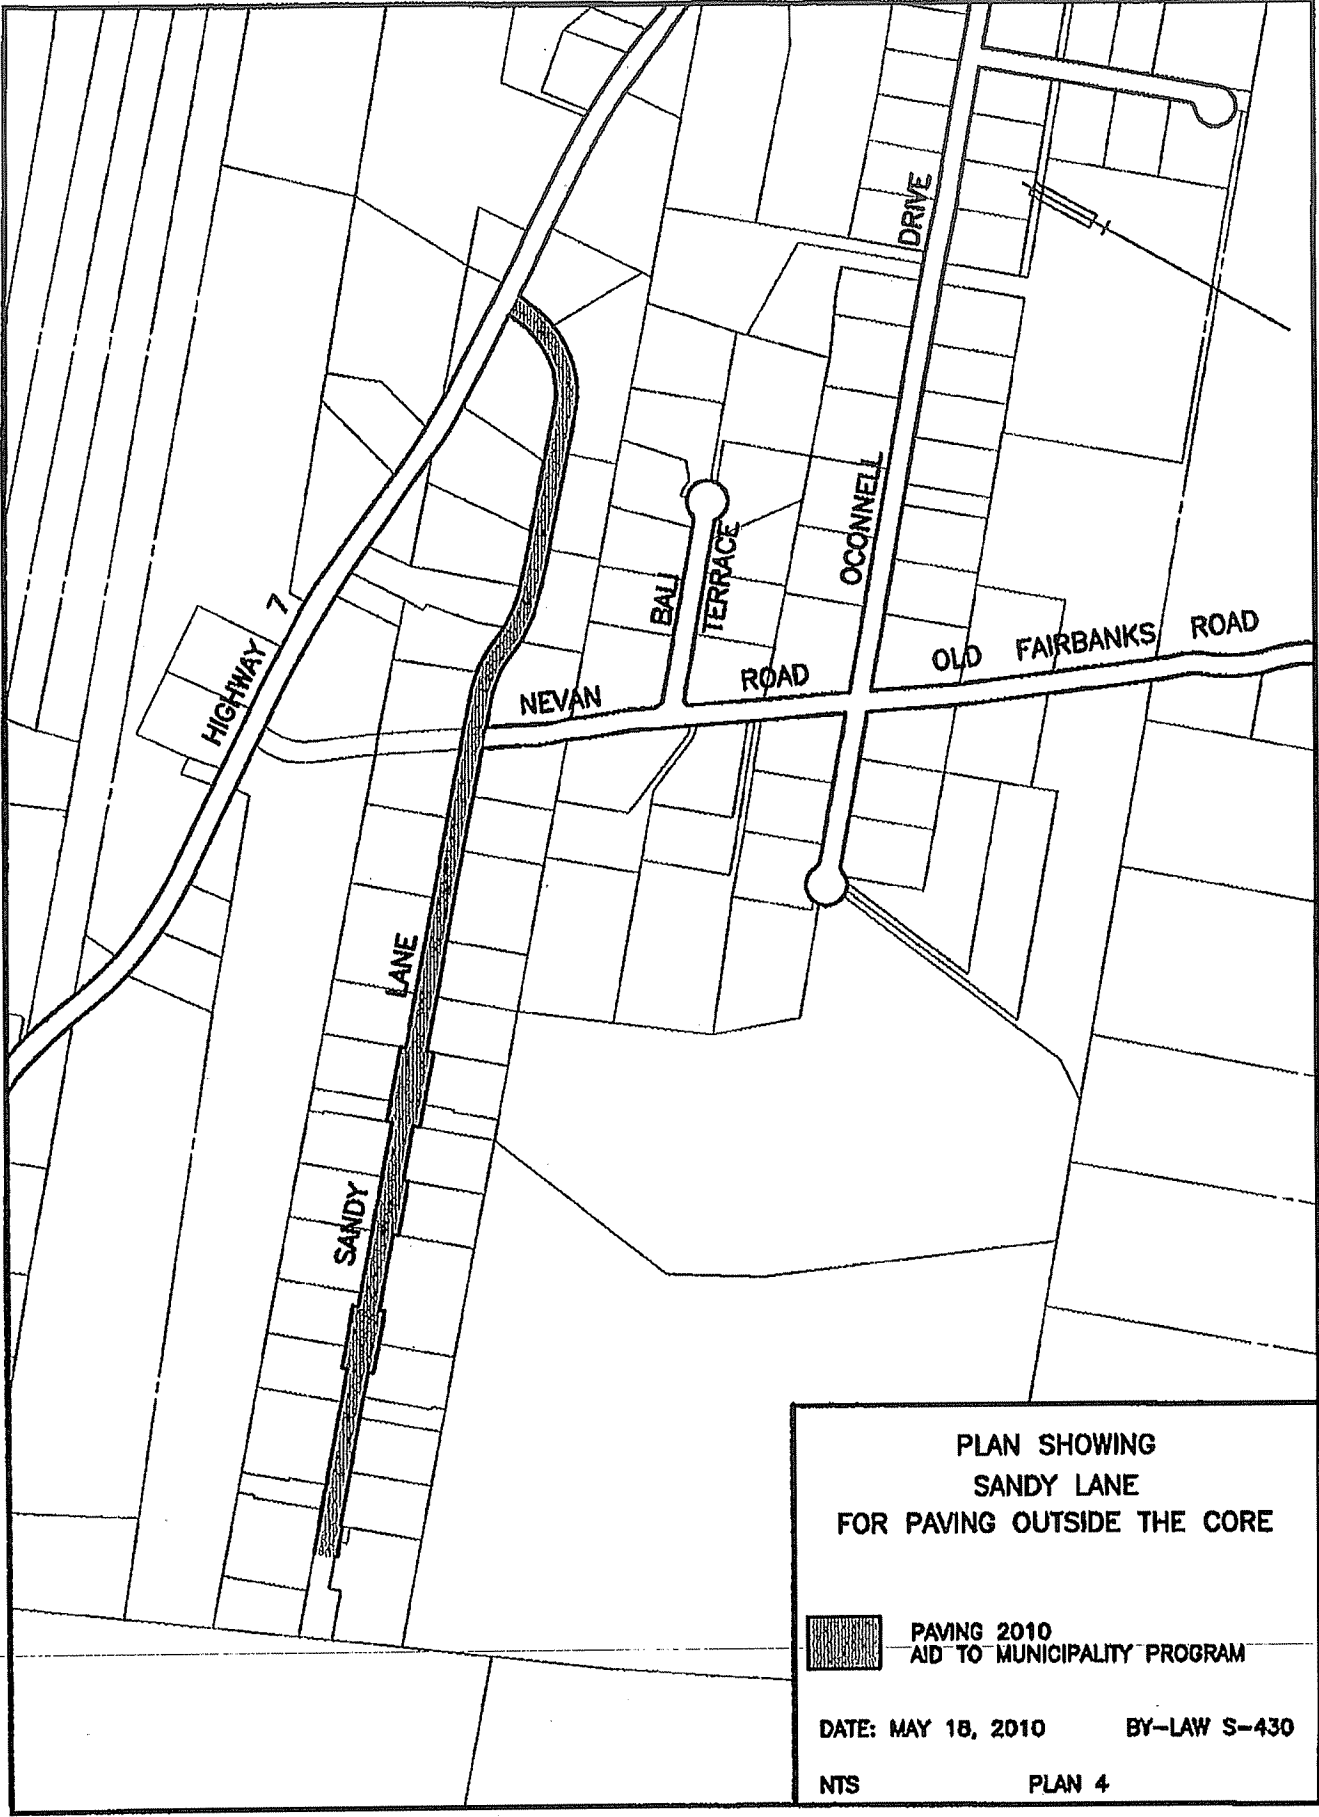 DRIVE
OCONNELL
BALI
TERRACE
HIGHWAY 7
NEVAN ROAD
OLD FAIRBANKS ROAD
SANDY LANE
PLAN SHOWING
SANDY LANE
FOR PAVING OUTSIDE THE CORE
PAVING 2010
AID TO MUNICIPALITY PROGRAM
DATE: MAY 18, 2010 BY-LAW S-430
NTS PLAN 4